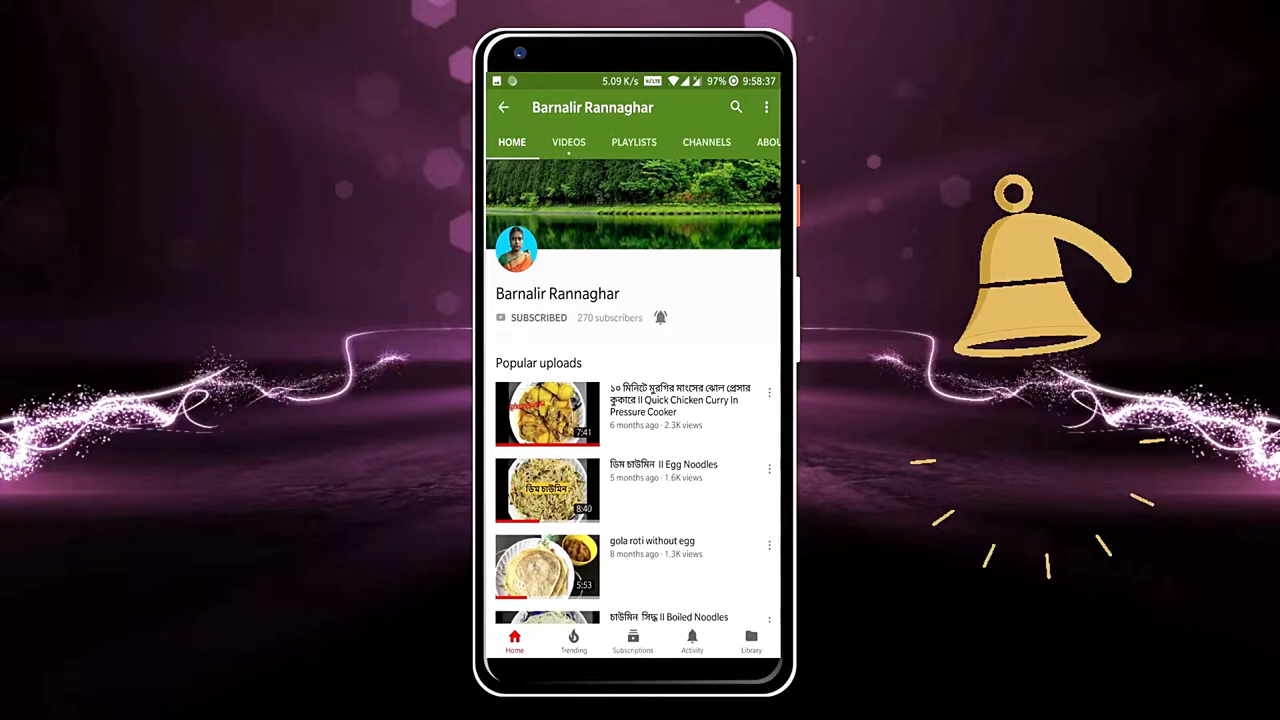 5.09 K/s VoLTE 97% 9:58:37
Barnalir Rannaghar
HOME VIDEOS PLAYLISTS CHANNELS ABOU
Barnalir Rannaghar
SUBSCRIBED 270 subscribers
Popular uploads
১০ মিনিটে মুরগির মাংসের ঝোল প্রেসার
কুকারে II Quick Chicken Curry In
Pressure Cooker
6 months ago · 2.3K views
7:41
ডিম চাউমিন II Egg Noodles
5 months ago · 1.6K views
ডিম চাউমিন
8:40
gola roti without egg
8 months ago · 1.3K views
5:53
চাউমিন সিদ্ধ II Boiled Noodles
Home Trending Subscriptions Activity Library